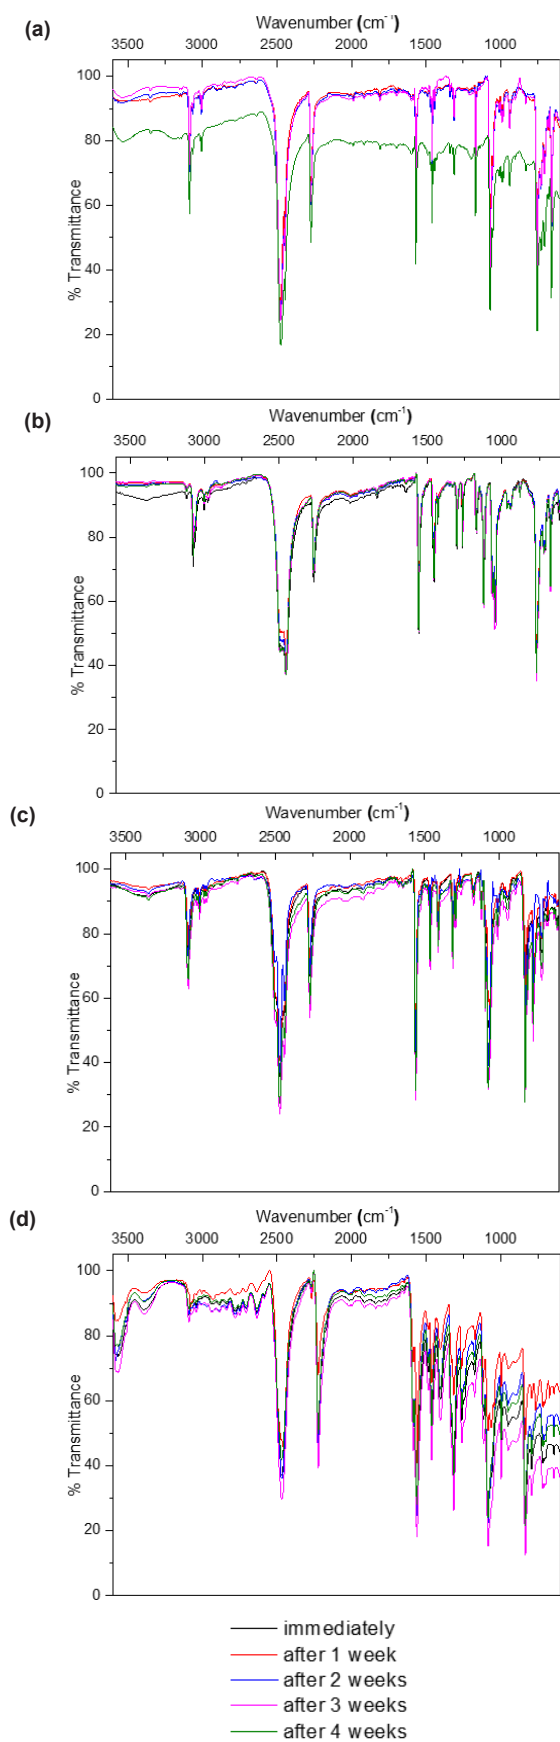 (a)
Wavenumber (cm⁻¹)
3500 3000 2500 2000 1500 1000
100
80
60
40
20
0
% Transmittance
(b)
Wavenumber (cm⁻¹)
3500 3000 2500 2000 1500 1000
100
80
60
40
20
0
% Transmittance
(c)
Wavenumber (cm⁻¹)
3500 3000 2500 2000 1500 1000
100
80
60
40
20
0
% Transmittance
(d)
Wavenumber (cm⁻¹)
3500 3000 2500 2000 1500 1000
100
80
60
40
20
0
% Transmittance
immediately
after 1 week
after 2 weeks
after 3 weeks
after 4 weeks